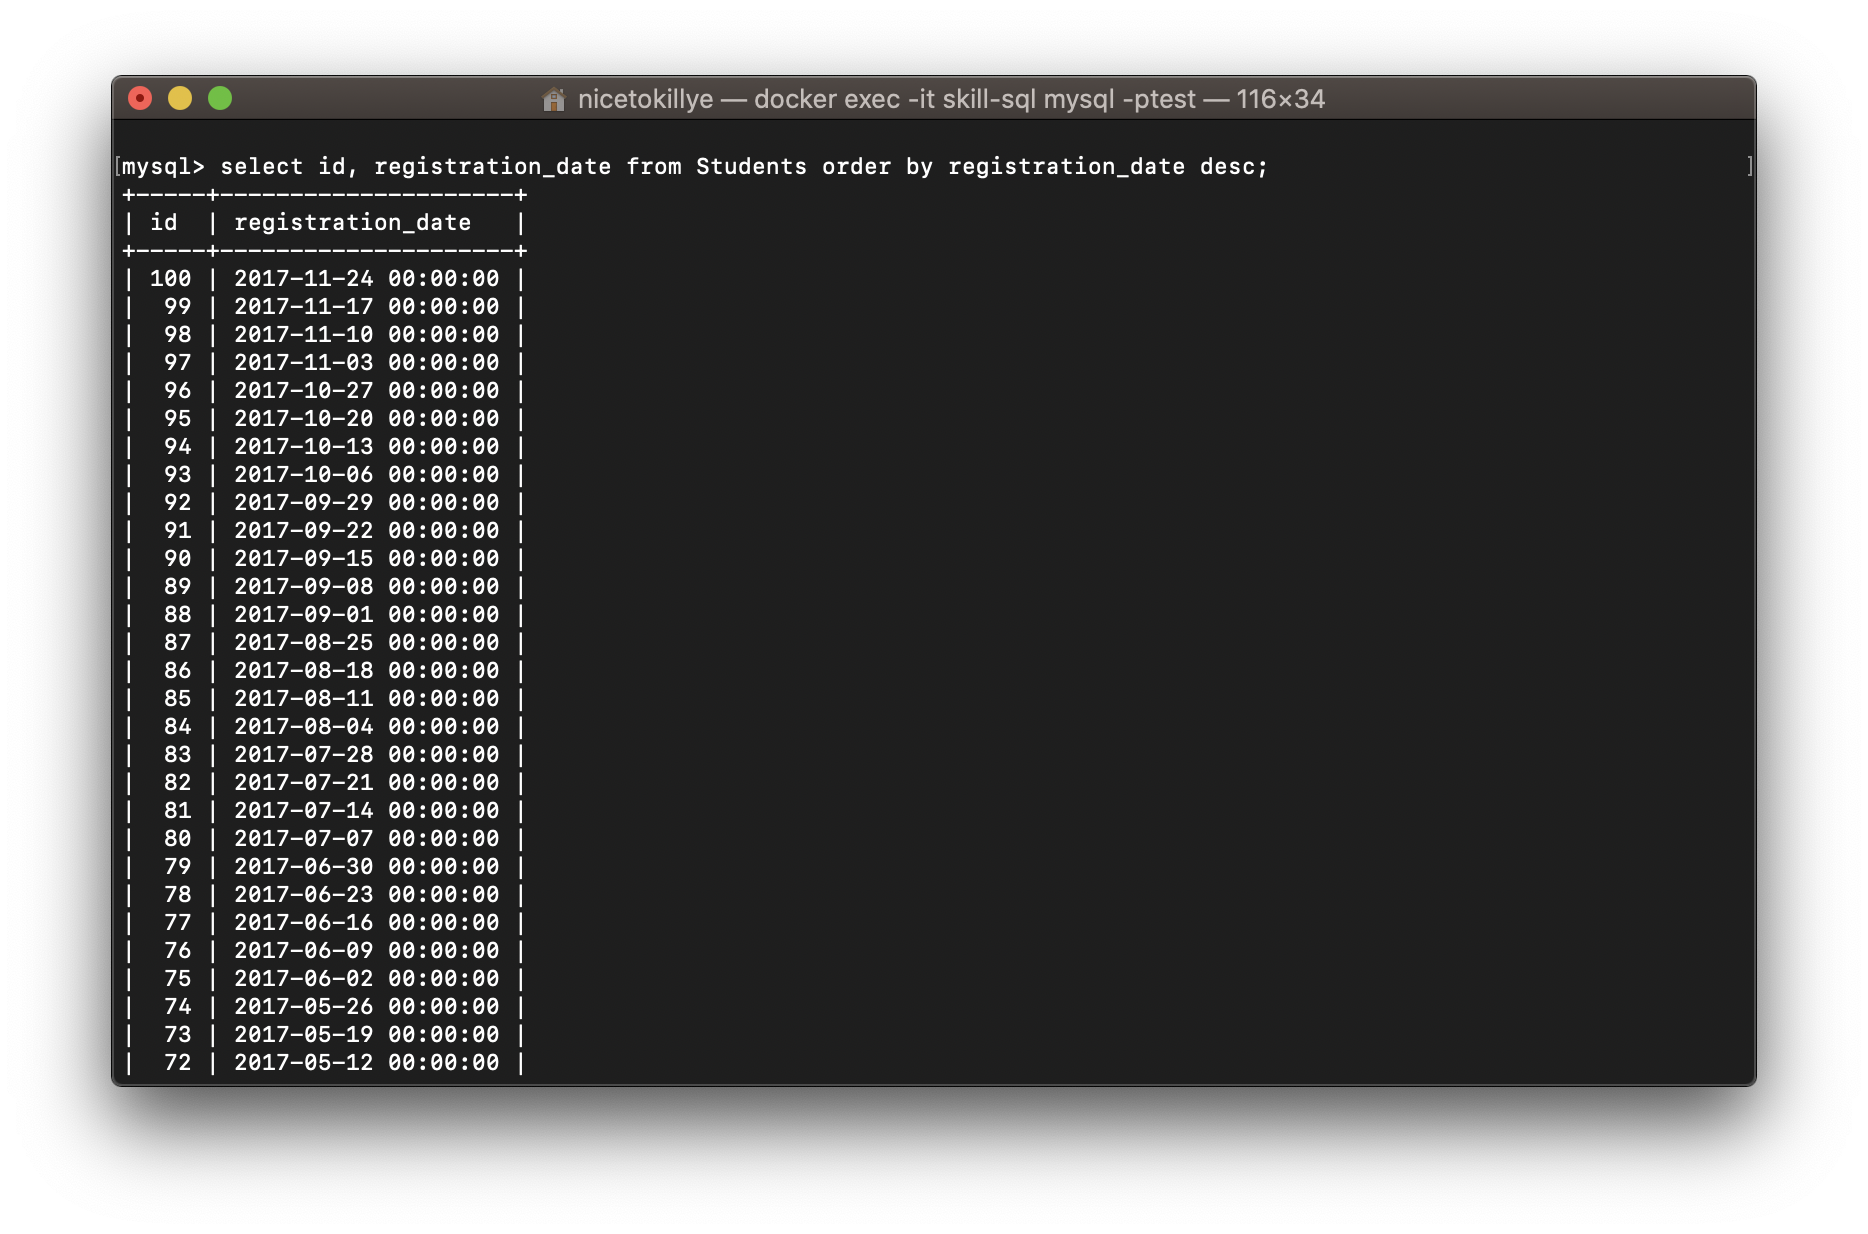 nicetokillye — docker exec -it skill-sql mysql -ptest — 116×34
[mysql> select id, registration_date from Students order by registration_date desc; ]
+-----+---------------------+
| id  | registration_date   |
+-----+---------------------+
| 100 | 2017-11-24 00:00:00 |
|  99 | 2017-11-17 00:00:00 |
|  98 | 2017-11-10 00:00:00 |
|  97 | 2017-11-03 00:00:00 |
|  96 | 2017-10-27 00:00:00 |
|  95 | 2017-10-20 00:00:00 |
|  94 | 2017-10-13 00:00:00 |
|  93 | 2017-10-06 00:00:00 |
|  92 | 2017-09-29 00:00:00 |
|  91 | 2017-09-22 00:00:00 |
|  90 | 2017-09-15 00:00:00 |
|  89 | 2017-09-08 00:00:00 |
|  88 | 2017-09-01 00:00:00 |
|  87 | 2017-08-25 00:00:00 |
|  86 | 2017-08-18 00:00:00 |
|  85 | 2017-08-11 00:00:00 |
|  84 | 2017-08-04 00:00:00 |
|  83 | 2017-07-28 00:00:00 |
|  82 | 2017-07-21 00:00:00 |
|  81 | 2017-07-14 00:00:00 |
|  80 | 2017-07-07 00:00:00 |
|  79 | 2017-06-30 00:00:00 |
|  78 | 2017-06-23 00:00:00 |
|  77 | 2017-06-16 00:00:00 |
|  76 | 2017-06-09 00:00:00 |
|  75 | 2017-06-02 00:00:00 |
|  74 | 2017-05-26 00:00:00 |
|  73 | 2017-05-19 00:00:00 |
|  72 | 2017-05-12 00:00:00 |